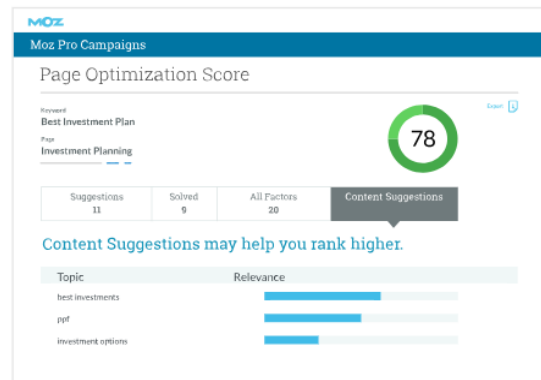 MOZ
Moz Pro Campaigns
Page Optimization Score
Keyword
Best Investment Plan
Page
Investment Planning
78
Export
Suggestions
11
Solved
9
All Factors
20
Content Suggestions
Content Suggestions may help you rank higher.
Topic Relevance
best investments
ppf
investment options